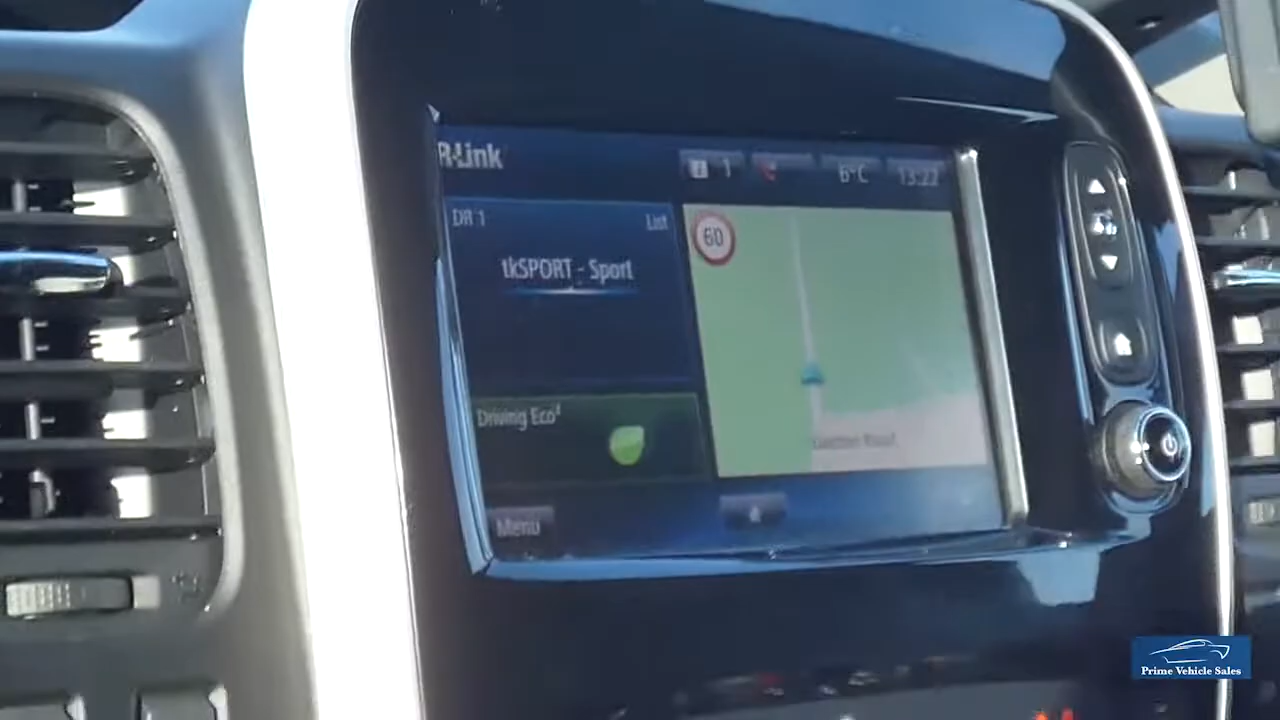 R-Link
1
6°C
13:22
DR 1
List
tkSPORT - Sport
60
Driving Eco²
Menu
Prime Vehicle Sales